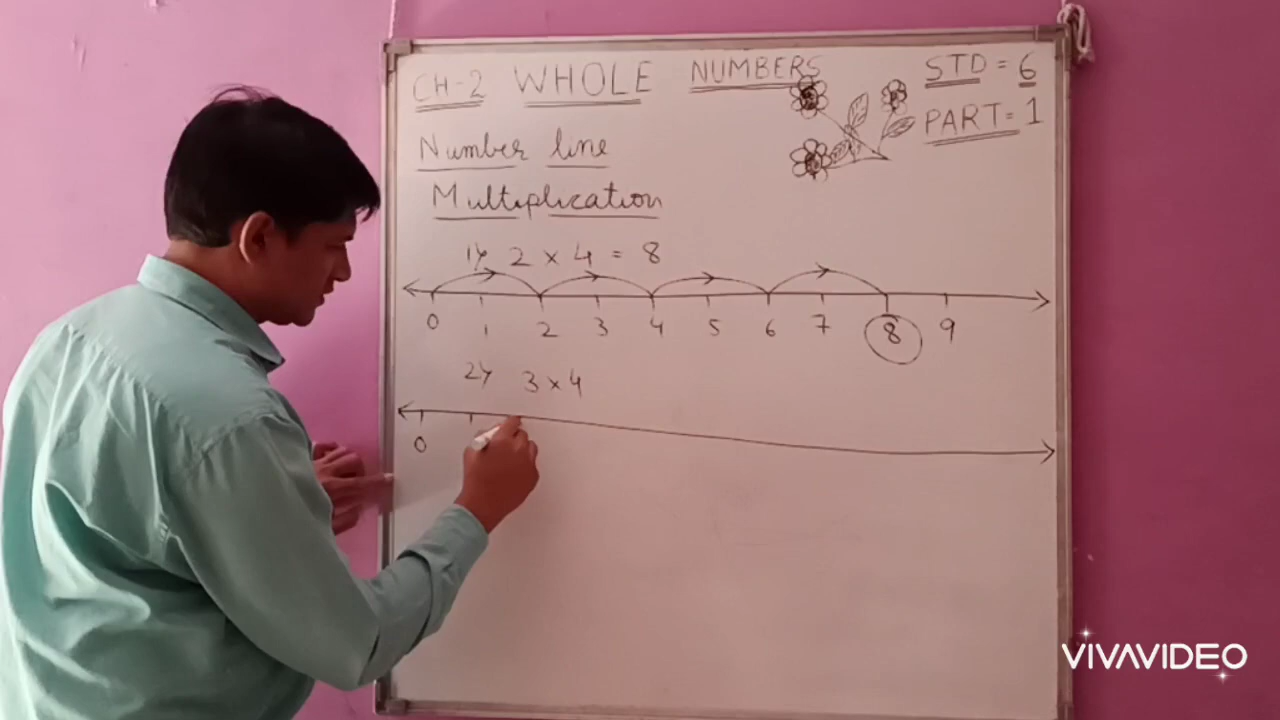 CH-2 WHOLE NUMBERS
STD = 6
PART = 1
Number line
Multiplication
1) 2 × 4 = 8
0 1 2 3 4 5 6 7 8 9
2) 3 × 4
0
VIVAVIDEO